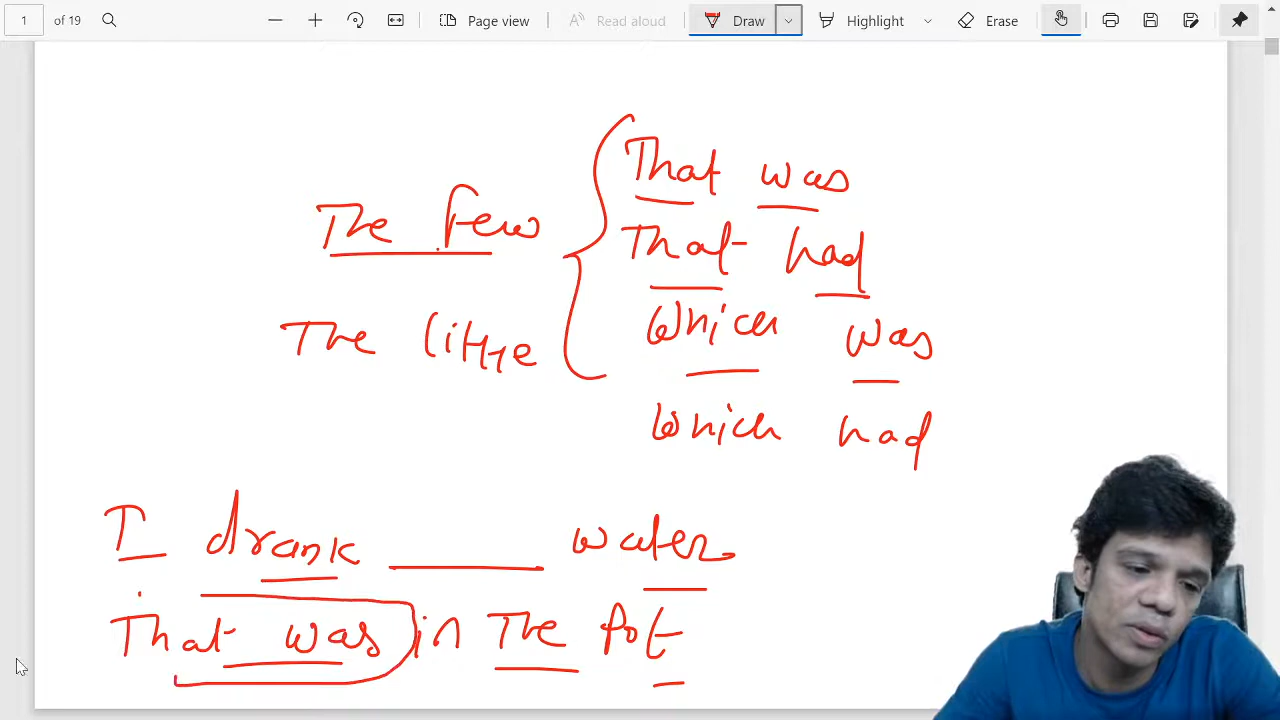 1 of 19 Page view Read aloud Draw Highlight Erase
That was
The few That had
The little Which was
Which had
I drank ____ water
That was in The Pot